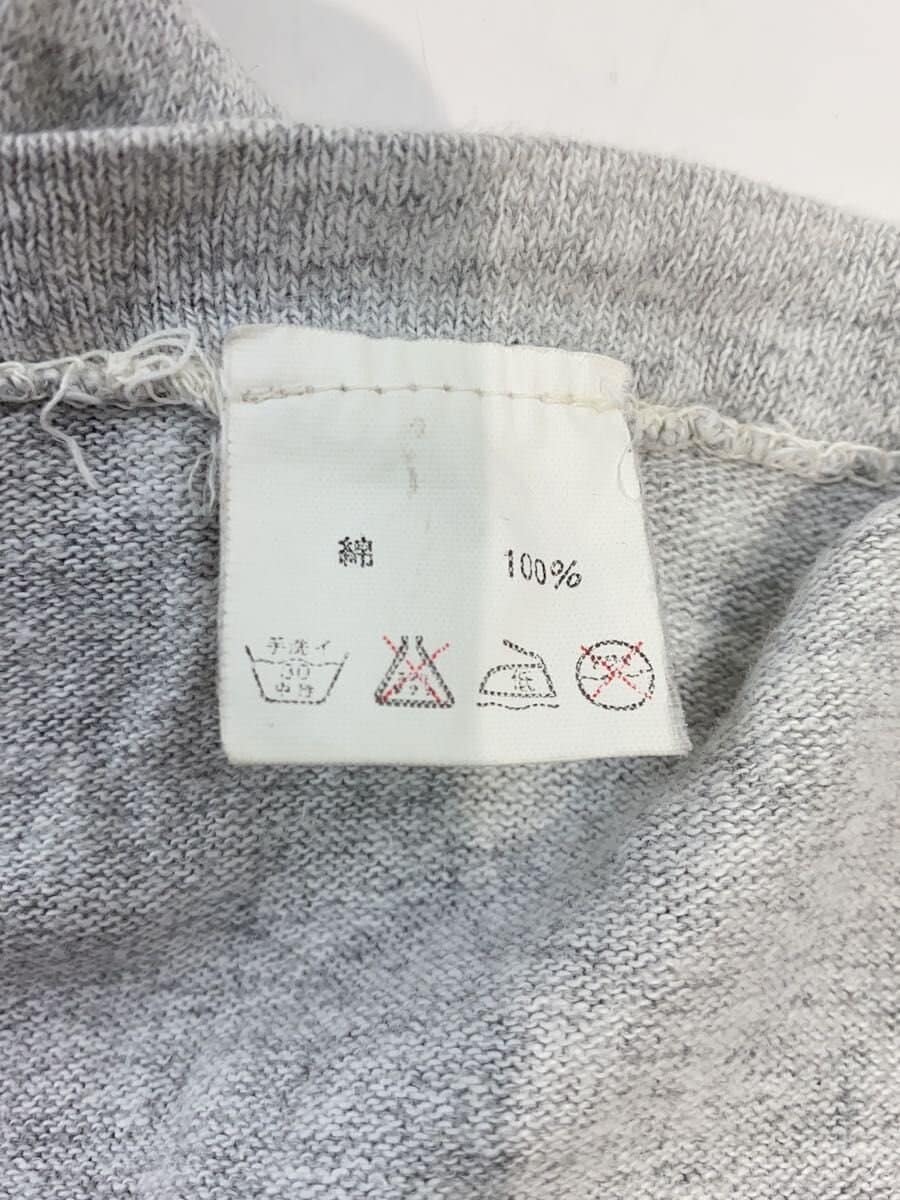 綿 100%
手洗イ 低
30
中性